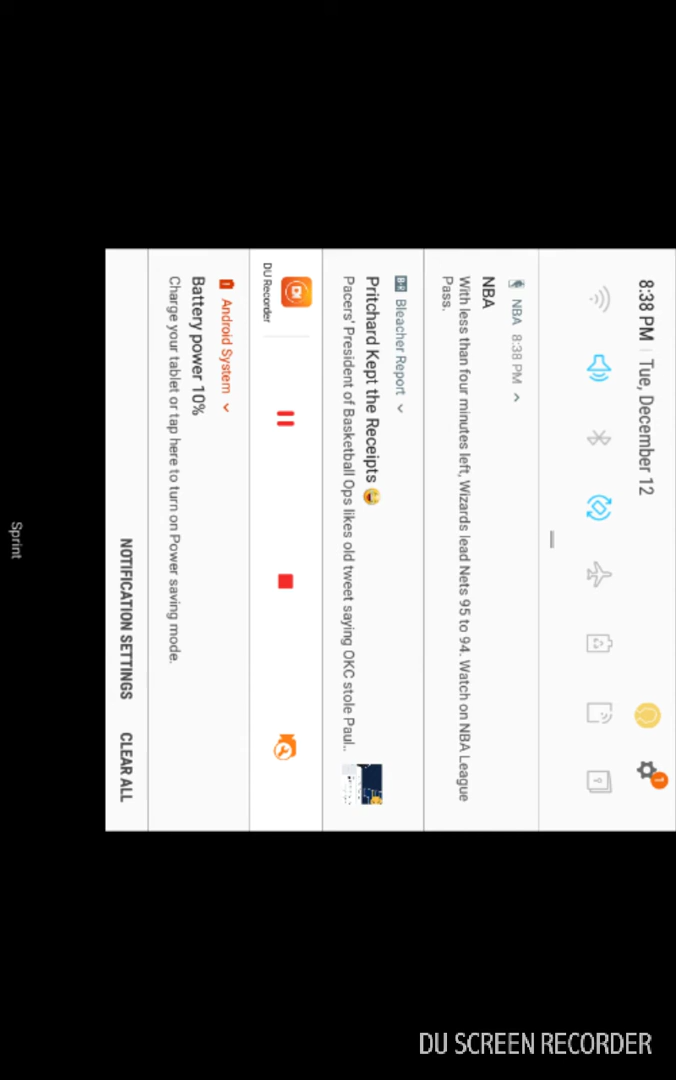 8:38 PM Tue, December 12
NBA 8:38 PM
NBA
With less than four minutes left, Wizards lead Nets 95 to 94. Watch on NBA League
Pass.
B/R Bleacher Report
Pritchard Kept the Receipts 😄
Pacers' President of Basketball Ops likes old tweet saying OKC stole Paul..
DU Recorder
Android System
Battery power 10%
Charge your tablet or tap here to turn on Power saving mode.
NOTIFICATION SETTINGS CLEAR ALL
Sprint
DU SCREEN RECORDER